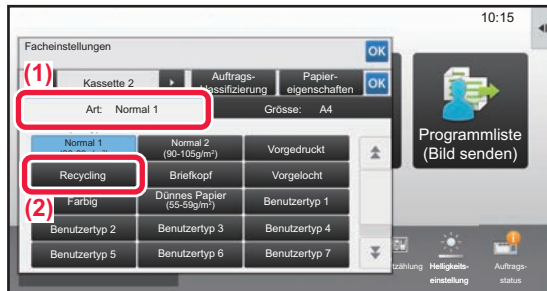 10:15
Facheinstellungen
OK
(1)
Kassette 2
Auftrags-
klassifizierung
Papier-
eigenschaften
OK
Art: Normal 1
Grösse: A4
Normal 1
Normal 2
(90-105g/m²)
Vorgedruckt
Recycling
Briefkopf
Vorgelocht
(2)
Farbig
Dünnes Papier
(55-59g/m²)
Benutzertyp 1
Benutzertyp 2
Benutzertyp 3
Benutzertyp 4
Benutzertyp 5
Benutzertyp 6
Benutzertyp 7
Programmliste
(Bild senden)
tzählung
Helligkeits-
einstellung
Auftrags-
status